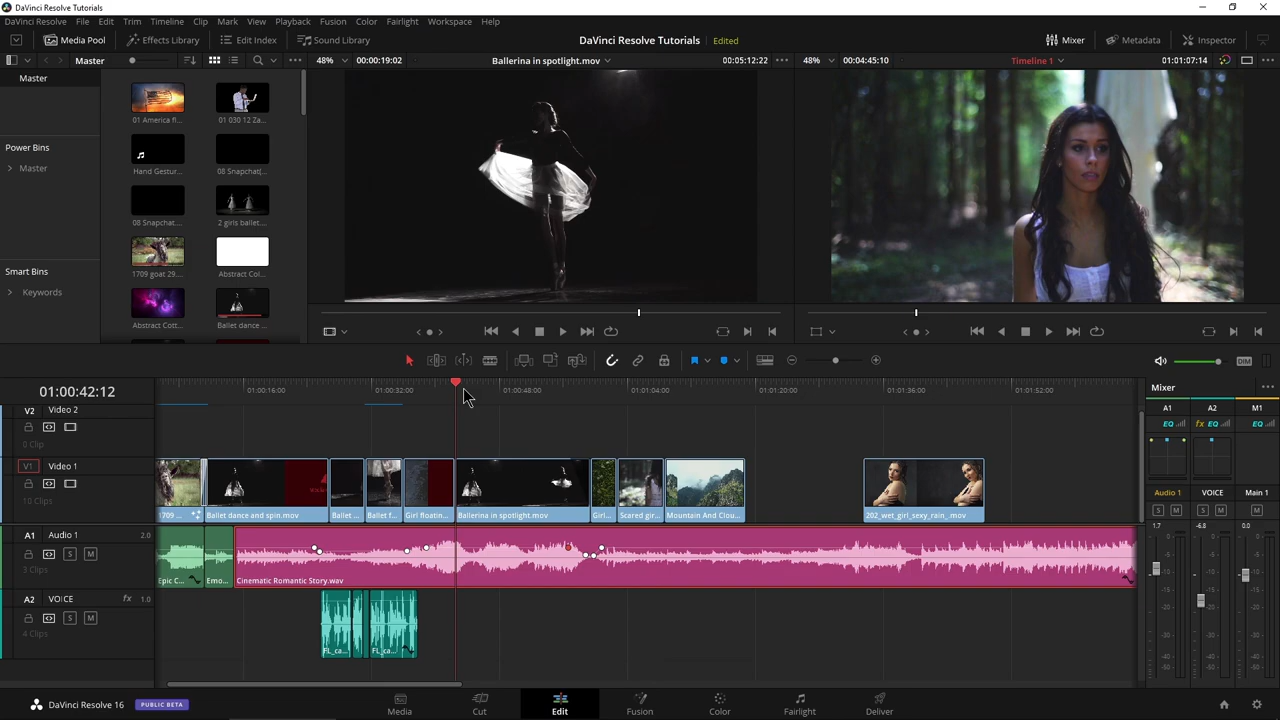 DaVinci Resolve Tutorials
DaVinci Resolve File Edit Trim Timeline Clip Mark View Playback Fusion Color Fairlight Workspace Help
Media Pool Effects Library Edit Index Sound Library DaVinci Resolve Tutorials Edited Mixer Metadata Inspector
Master 48% 00:00:19:02 Ballerina in spotlight.mov 00:05:12:22 48% 00:04:45:10 Timeline 1 01:01:07:14
Master
01 America fl... 01 030 12 Za...
Power Bins
Master
Hand Gestur... 08 Snapchat(...
08 Snapchat... 2 girls ballet...
Smart Bins
Keywords
1709 goat 29.... Abstract Col...
Abstract Cott... Ballet dance ...
DIM
01:00:42:12
01:00:16:00 01:00:32:00 01:00:48:00 01:01:04:00 01:01:20:00 01:01:36:00 01:01:52:00
Mixer
V2 Video 2
0 Clip
A1 A2 M1
EQ fx EQ EQ
V1 Video 1
10 Clips
1709 ... Ballet dance and spin.mov Ballet ... Ballet f... Girl floatin... Ballerina in spotlight.mov Girl... Scared gir... Mountain And Clou... 202_wet_girl_sexy_rain_.mov
Audio 1 VOICE Main 1
S M S M M
A1 Audio 1 2.0
S M
3 Clips
Epic C... Emo... Cinematic Romantic Story.wav
1.7 -6.8 0.0
A2 VOICE fx 1.0
S M
4 Clips
FL_ca... FL_ca...
DaVinci Resolve 16 PUBLIC BETA
Media Cut Edit Fusion Color Fairlight Deliver